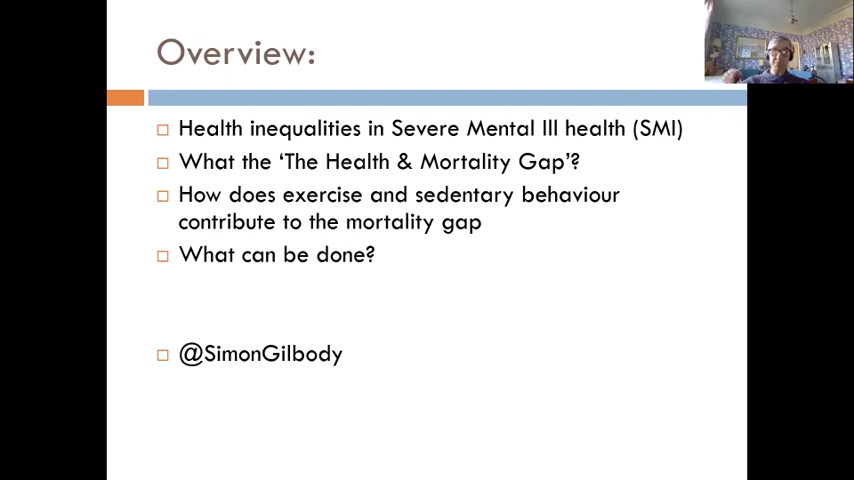 Overview:
Health inequalities in Severe Mental Ill health (SMI)
What the ‘The Health & Mortality Gap’?
How does exercise and sedentary behaviour
contribute to the mortality gap
What can be done?
@SimonGilbody